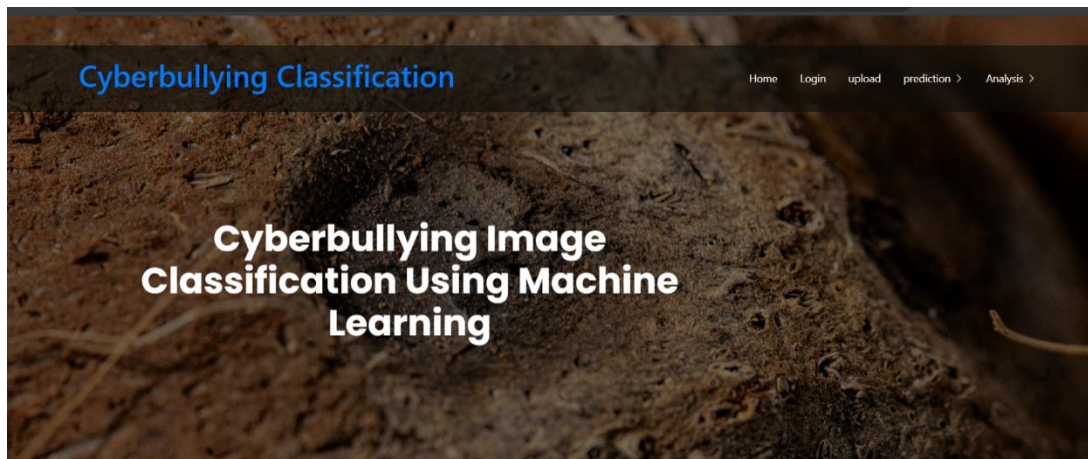 Cyberbullying Classification
Home Login upload prediction > Analysis >
Cyberbullying Image
Classification Using Machine
Learning